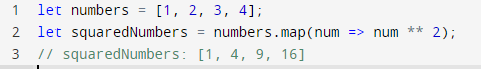 1 let numbers = [1, 2, 3, 4];
2 let squaredNumbers = numbers.map(num => num ** 2);
3 // squaredNumbers: [1, 4, 9, 16]